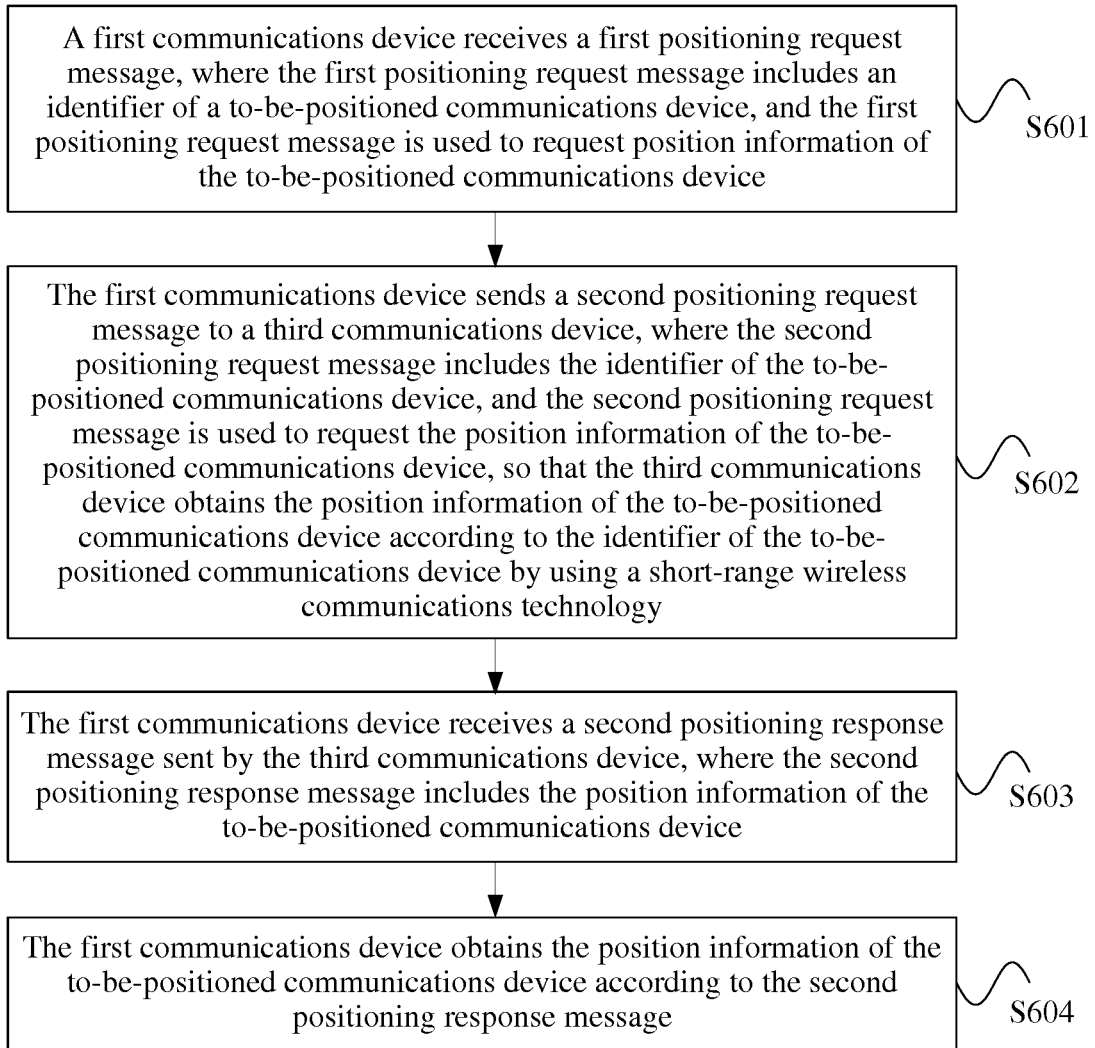 A first communications device receives a first positioning request
message, where the first positioning request message includes an
identifier of a to-be-positioned communications device, and the first
positioning request message is used to request position information of
the to-be-positioned communications device
S601
The first communications device sends a second positioning request
message to a third communications device, where the second
positioning request message includes the identifier of the to-be-
positioned communications device, and the second positioning request
message is used to request the position information of the to-be-
positioned communications device, so that the third communications
device obtains the position information of the to-be-positioned
communications device according to the identifier of the to-be-
positioned communications device by using a short-range wireless
communications technology
S602
The first communications device receives a second positioning response
message sent by the third communications device, where the second
positioning response message includes the position information of the
to-be-positioned communications device
S603
The first communications device obtains the position information of the
to-be-positioned communications device according to the second
positioning response message
S604